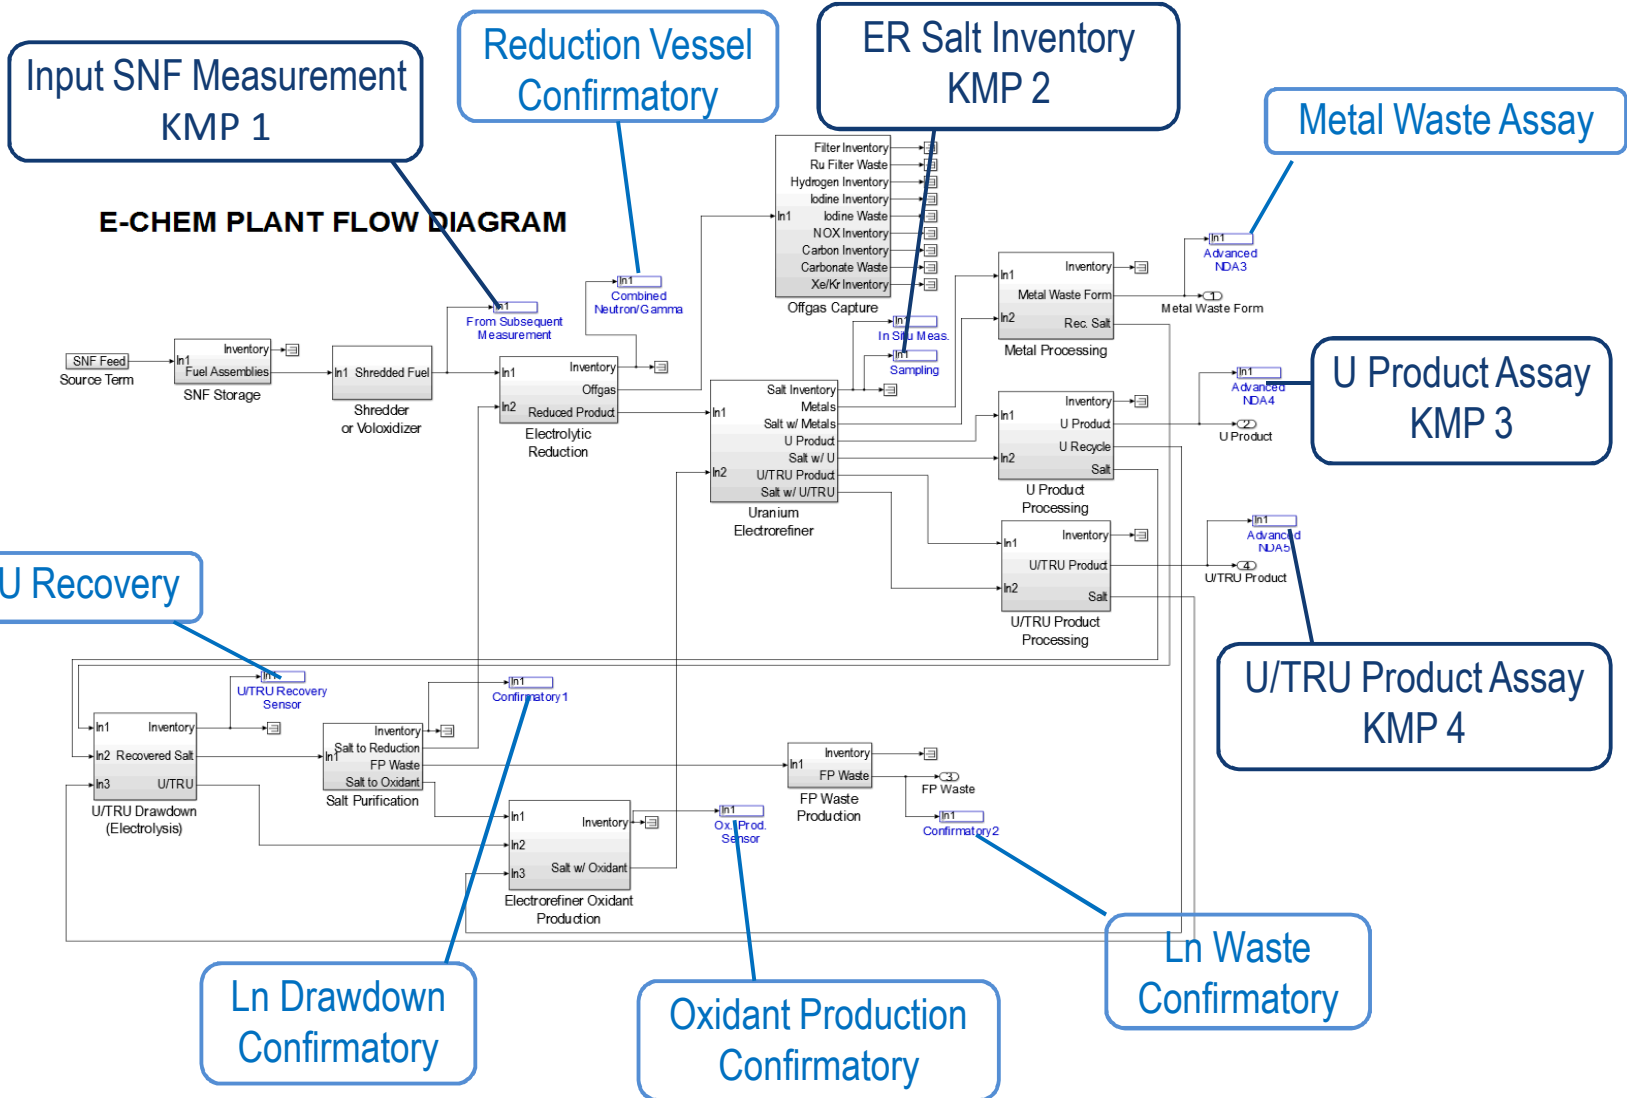 Input SNF Measurement
KMP 1
Reduction Vessel
Confirmatory
ER Salt Inventory
KMP 2
Metal Waste Assay
E-CHEM PLANT FLOW DIAGRAM
Filter Inventory
Ru Filter Waste
Hydrogen Inventory
Iodine Inventory
In1
Iodine Waste
NOX Inventory
Carbon Inventory
Carbonate Waste
Xe/Kr Inventory
Offgas Capture
In1
Advanced
NDA3
In1
Inventory
Metal Waste Form
1
Metal Waste Form
In2
Rec. Salt
Metal Processing
In1
From Subsequent
Measurement
In1
Combined
Neutron/Gamma
In1
In Situ Meas.
In1
Sampling
SNF Feed
Source Term
In1
Inventory
Fuel Assemblies
SNF Storage
In1
Shredded Fuel
Shredder
or Voloxidizer
In1
Inventory
Offgas
In2
Reduced Product
Electrolytic
Reduction
Salt Inventory
Metals
In1
Salt w/ Metals
U Product
Salt w/ U
In2
U/TRU Product
Salt w/ U/TRU
Uranium
Electrorefiner
In1
Advanced
NDA4
U Product Assay
KMP 3
Inventory
In1
U Product
2
U Product
U Recycle
In2
Salt
U Product
Processing
In1
Advanced
NDA5
Inventory
In1
U/TRU Product
4
U/TRU Product
In2
Salt
U/TRU Product
Processing
U/TRU Product Assay
KMP 4
U Recovery
In1
U/TRU Recovery
Sensor
In1
Confirmatory1
In1
Inventory
In2
Recovered Salt
In3
U/TRU
U/TRU Drawdown
(Electrolysis)
Inventory
Salt to Reduction
In1
FP Waste
Salt to Oxidant
Salt Purification
In1
Inventory
In2
In3
Salt w/ Oxidant
Electrorefiner Oxidant
Production
In1
Ox. Prod.
Sensor
Inventory
In1
FP Waste
FP Waste
Production
3
FP Waste
In1
Confirmatory2
Ln Drawdown
Confirmatory
Oxidant Production
Confirmatory
Ln Waste
Confirmatory